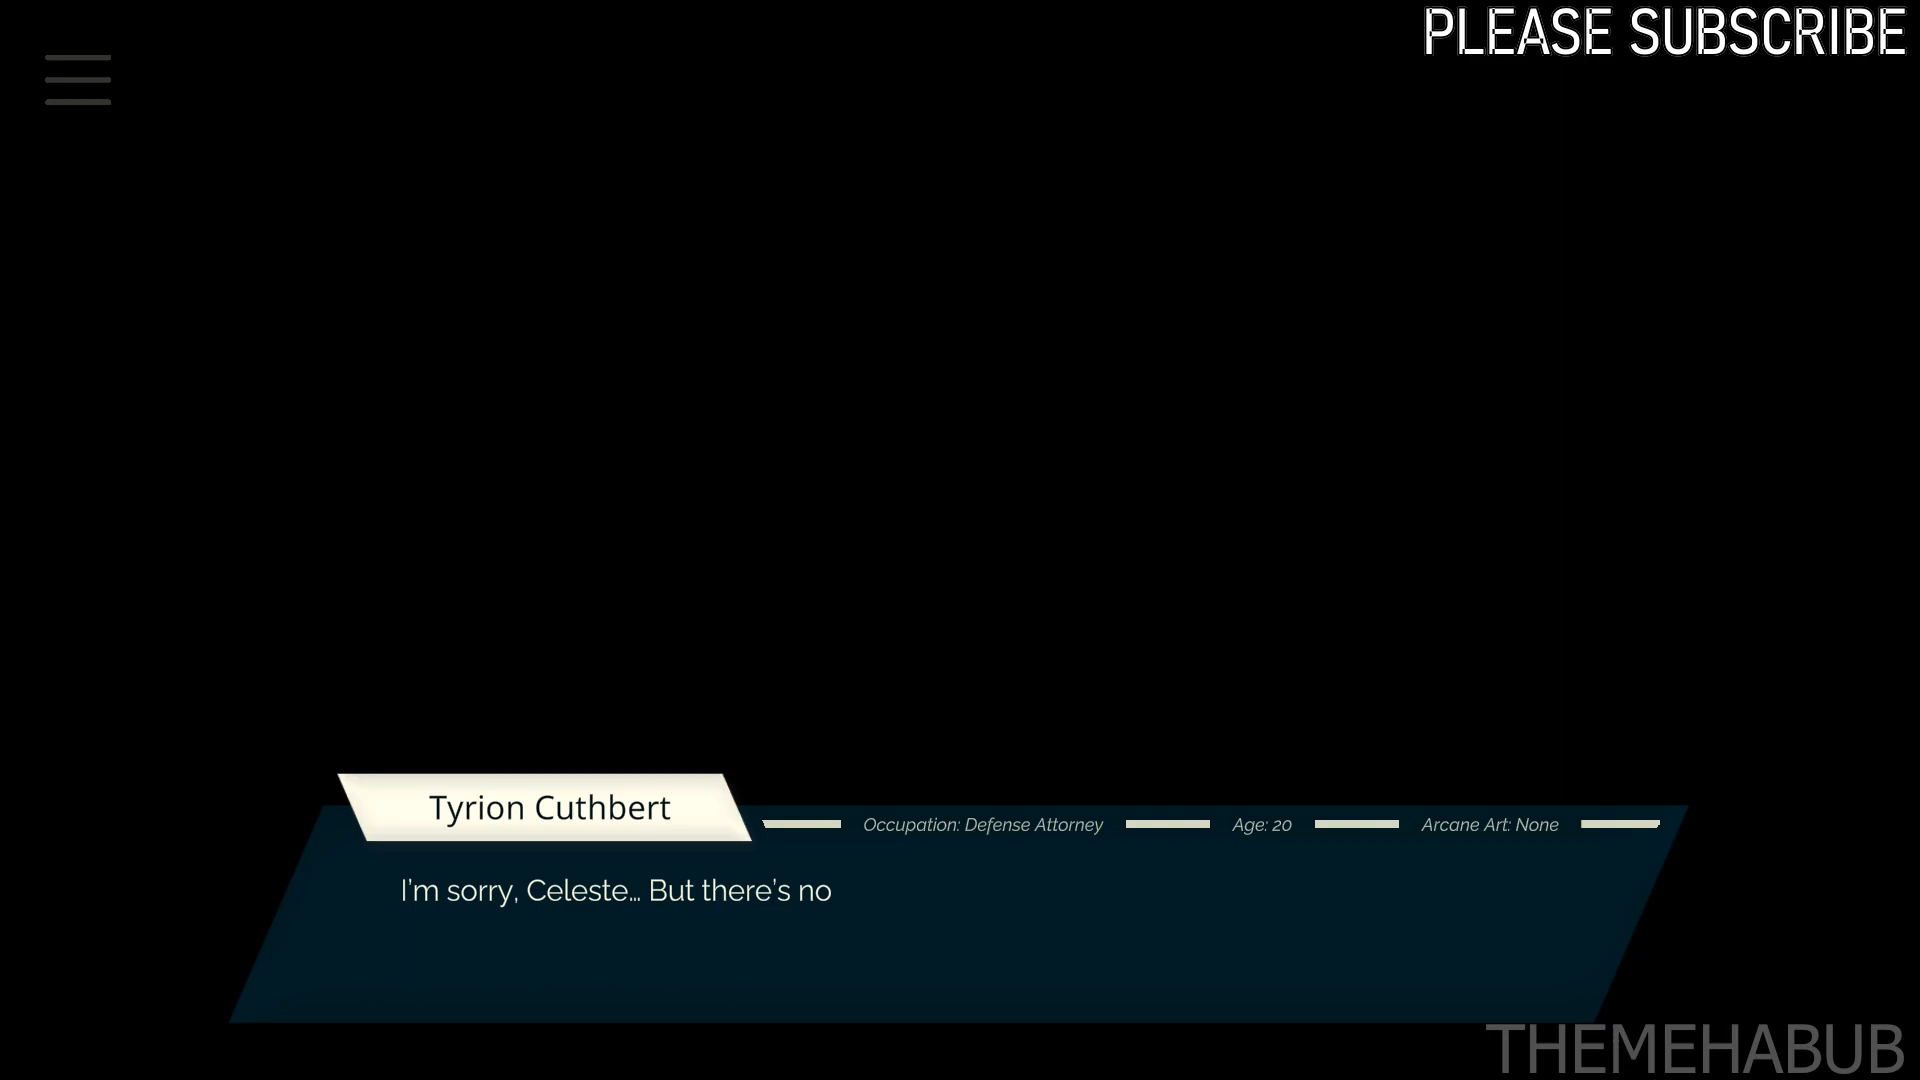 PLEASE SUBSCRIBE
Tyrion Cuthbert
Occupation: Defense Attorney Age: 20 Arcane Art: None
I'm sorry, Celeste... But there's no
THEMEHABUB